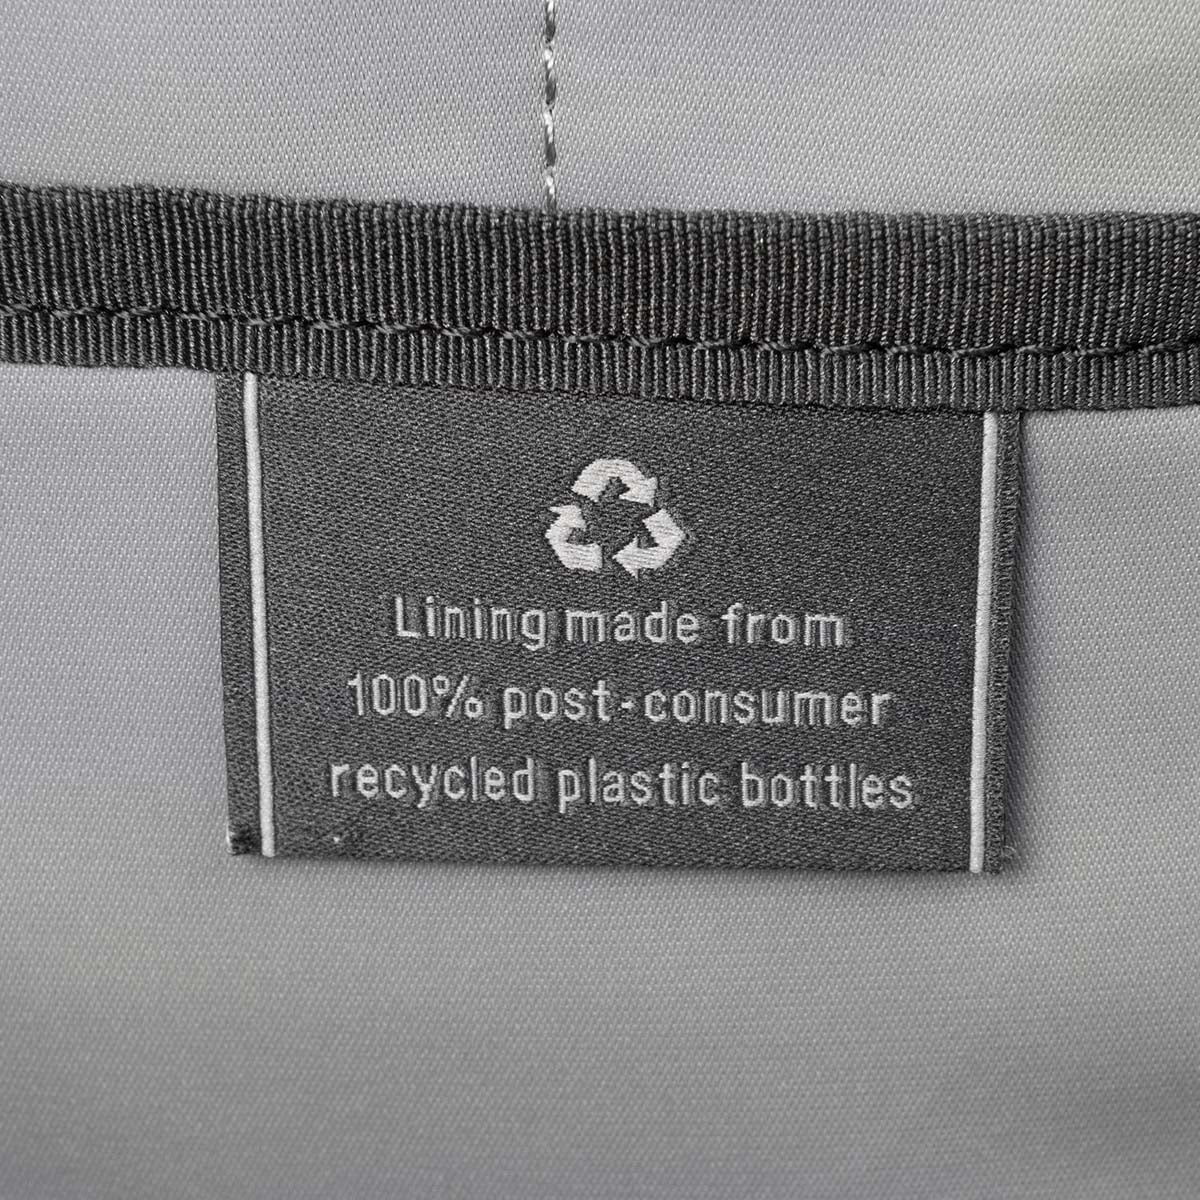 Lining made from
100% post-consumer
recycled plastic bottles